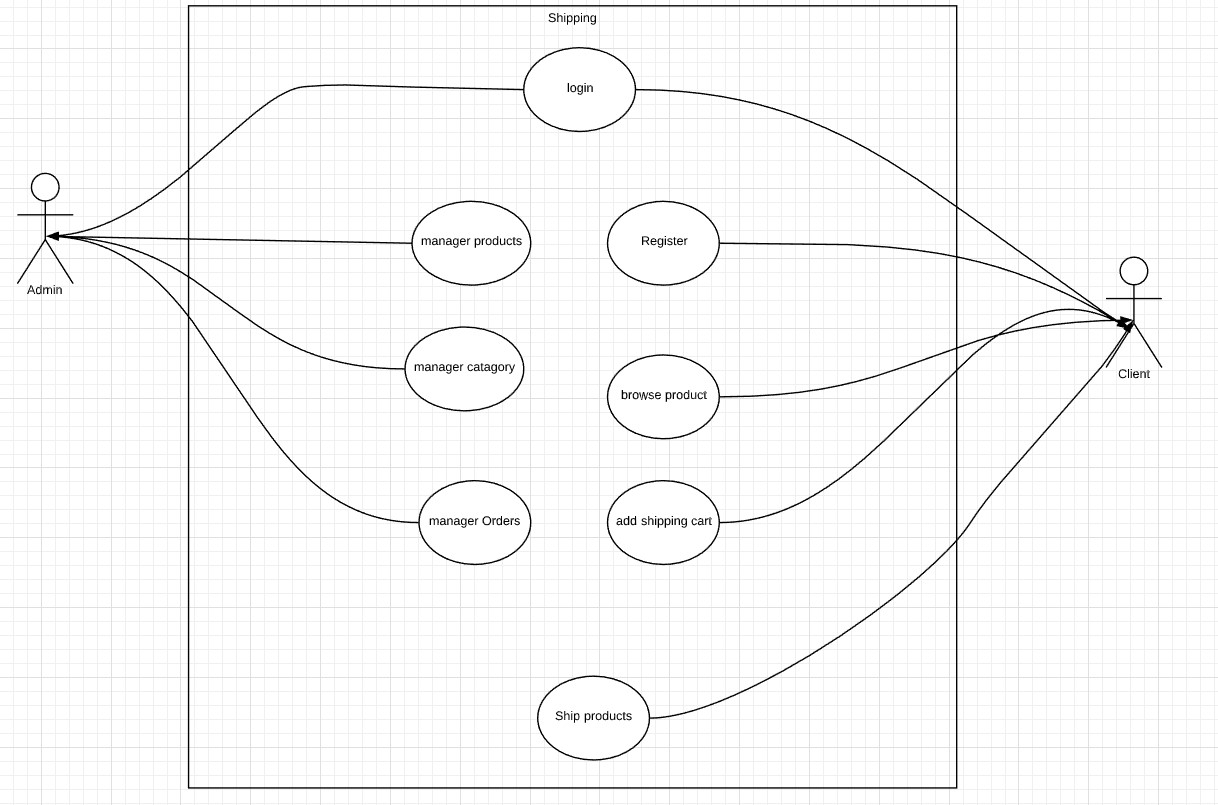 Shipping
login
manager products
Register
Admin
manager catagory
Client
browse product
manager Orders
add shipping cart
Ship products